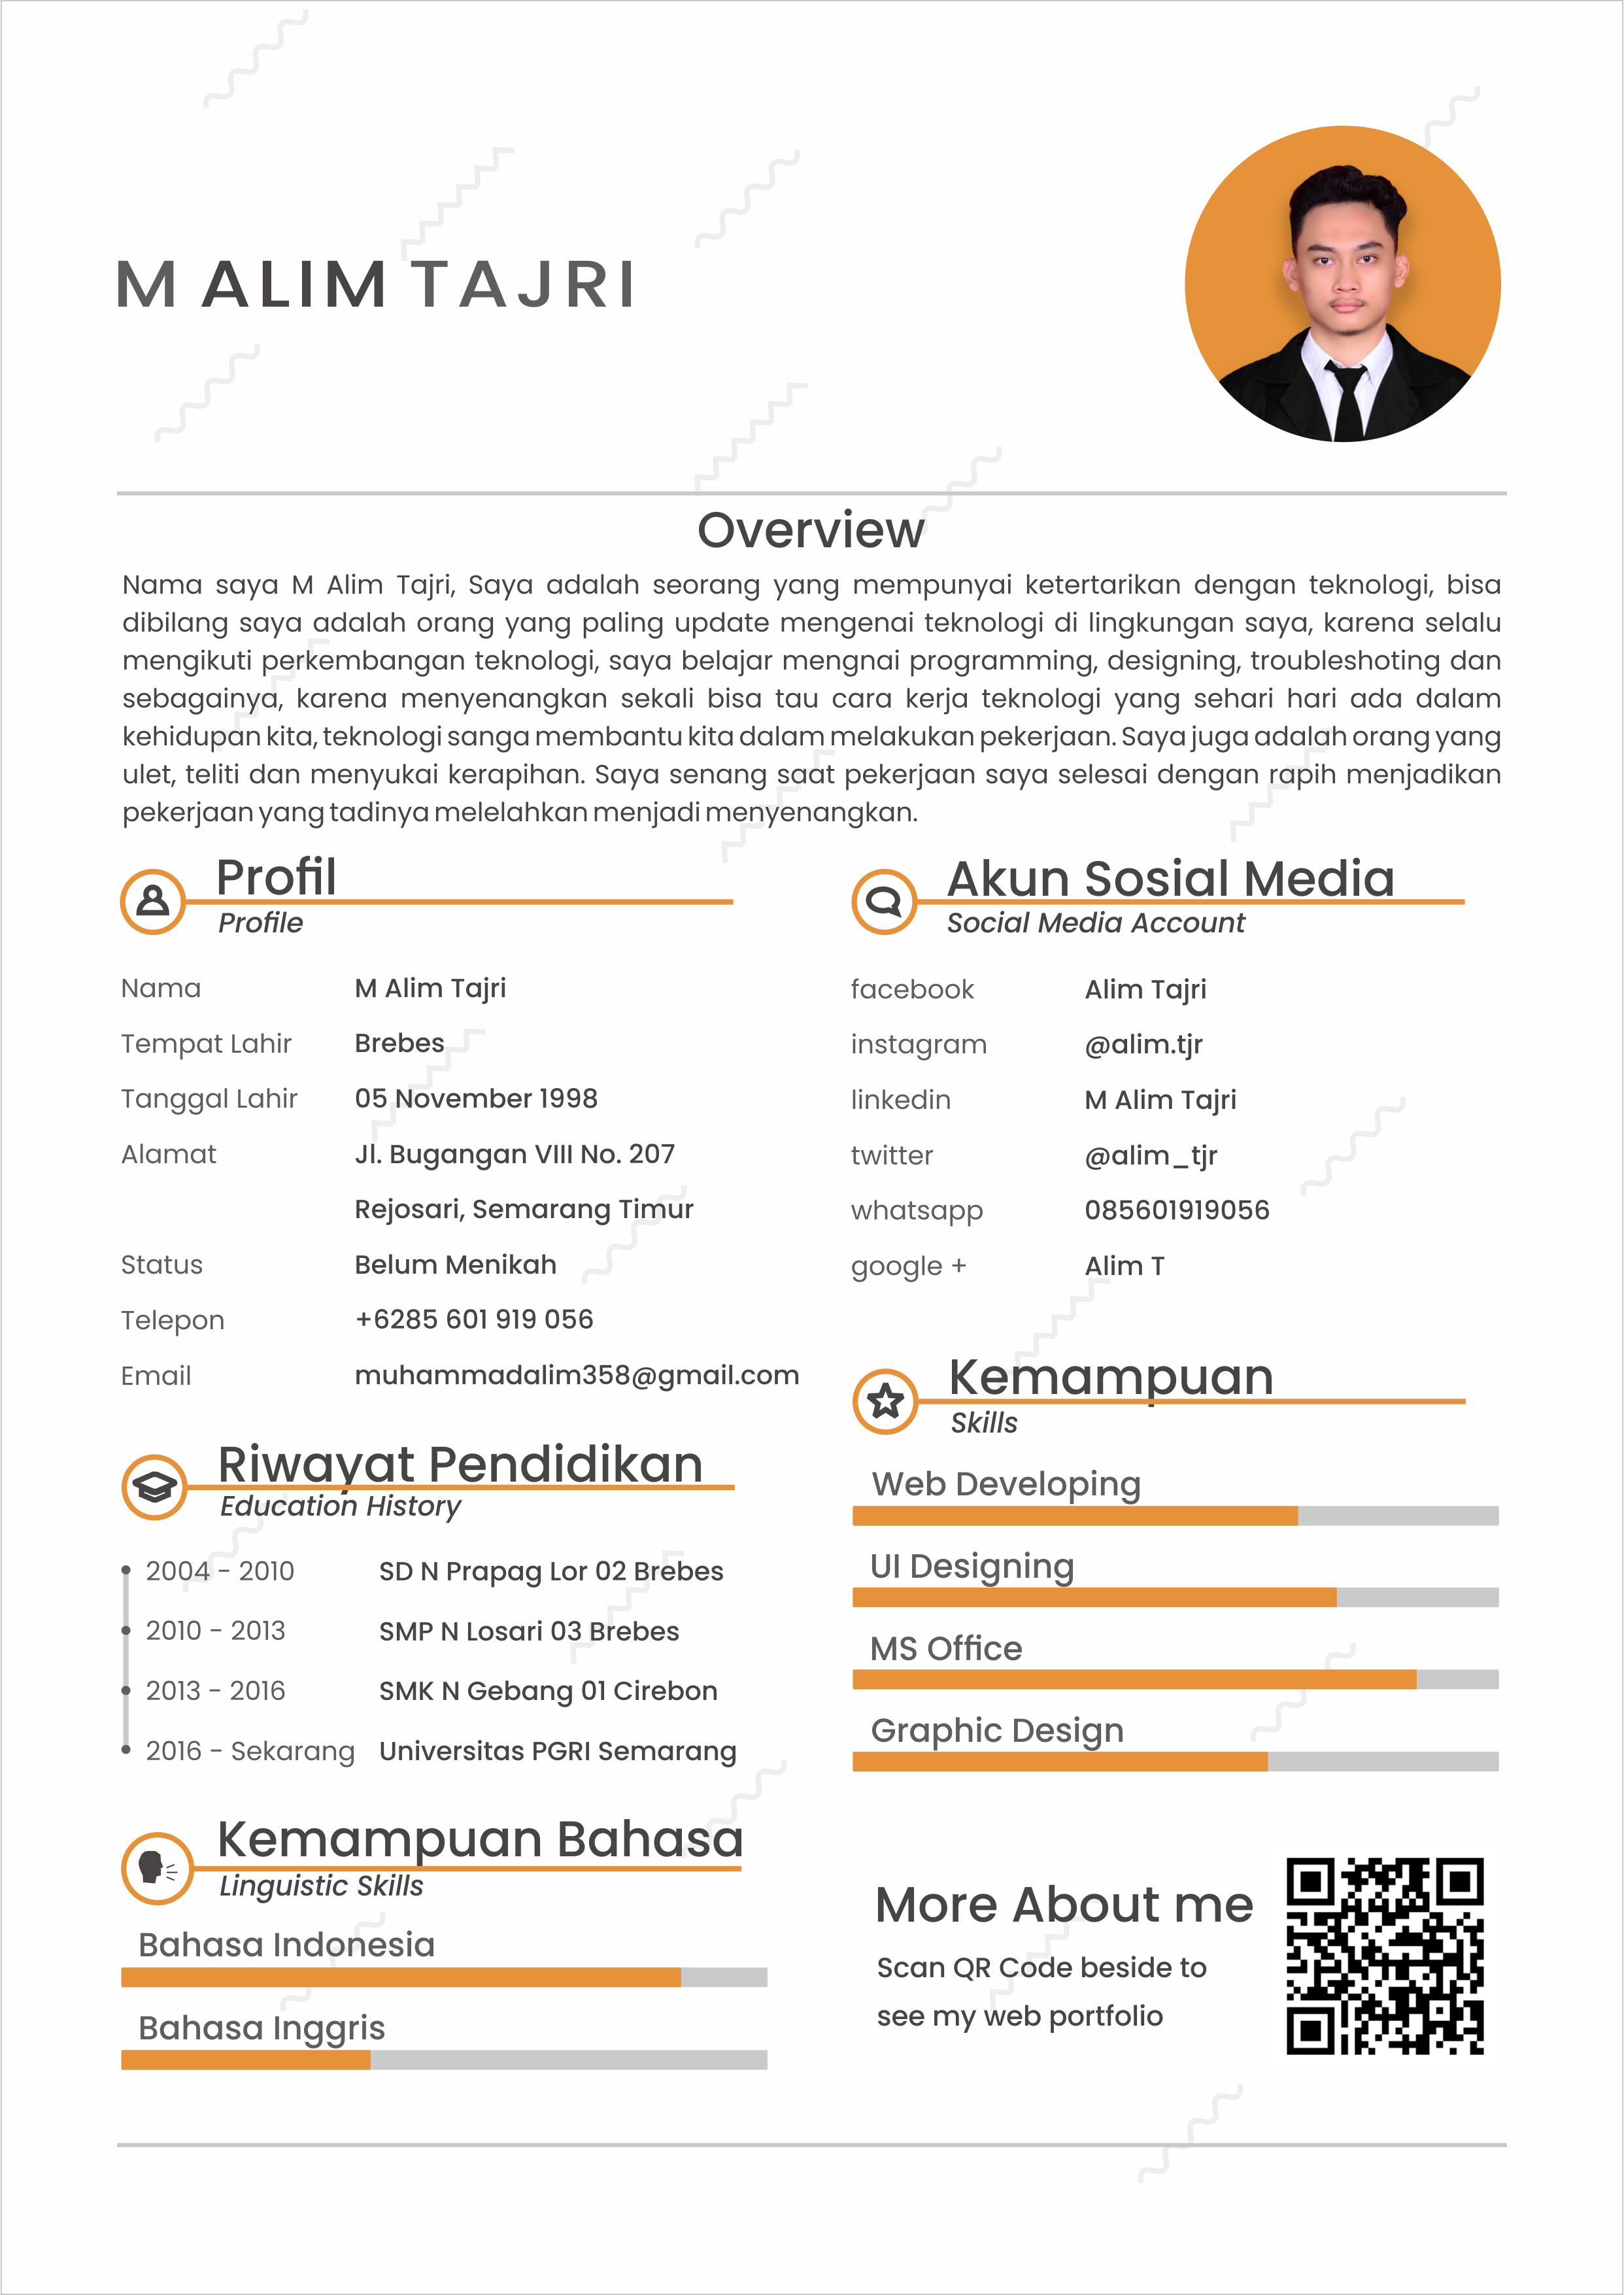 M ALIM TAJRI
Overview
Nama saya M Alim Tajri, Saya adalah seorang yang mempunyai ketertarikan dengan teknologi, bisa
dibilang saya adalah orang yang paling update mengenai teknologi di lingkungan saya, karena selalu
mengikuti perkembangan teknologi, saya belajar mengnai programming, designing, troubleshoting dan
sebagainya, karena menyenangkan sekali bisa tau cara kerja teknologi yang sehari hari ada dalam
kehidupan kita, teknologi sanga membantu kita dalam melakukan pekerjaan. Saya juga adalah orang yang
ulet, teliti dan menyukai kerapihan. Saya senang saat pekerjaan saya selesai dengan rapih menjadikan
pekerjaan yang tadinya melelahkan menjadi menyenangkan.
Profil
Profile
Nama M Alim Tajri
Tempat Lahir Brebes
Tanggal Lahir 05 November 1998
Alamat Jl. Bugangan VIII No. 207
Rejosari, Semarang Timur
Status Belum Menikah
Telepon +6285 601 919 056
Email muhammadalim358@gmail.com
Riwayat Pendidikan
Education History
2004 - 2010 SD N Prapag Lor 02 Brebes
2010 - 2013 SMP N Losari 03 Brebes
2013 - 2016 SMK N Gebang 01 Cirebon
2016 - Sekarang Universitas PGRI Semarang
Kemampuan Bahasa
Linguistic Skills
Bahasa Indonesia
Bahasa Inggris
Akun Sosial Media
Social Media Account
facebook Alim Tajri
instagram @alim.tjr
linkedin M Alim Tajri
twitter @alim_tjr
whatsapp 085601919056
google + Alim T
Kemampuan
Skills
Web Developing
UI Designing
MS Office
Graphic Design
More About me
Scan QR Code beside to
see my web portfolio